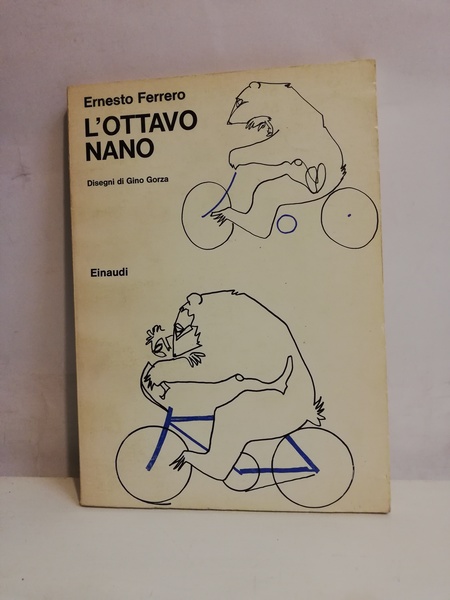 Ernesto Ferrero
L'OTTAVO
NANO
Disegni di Gino Gorza
Einaudi